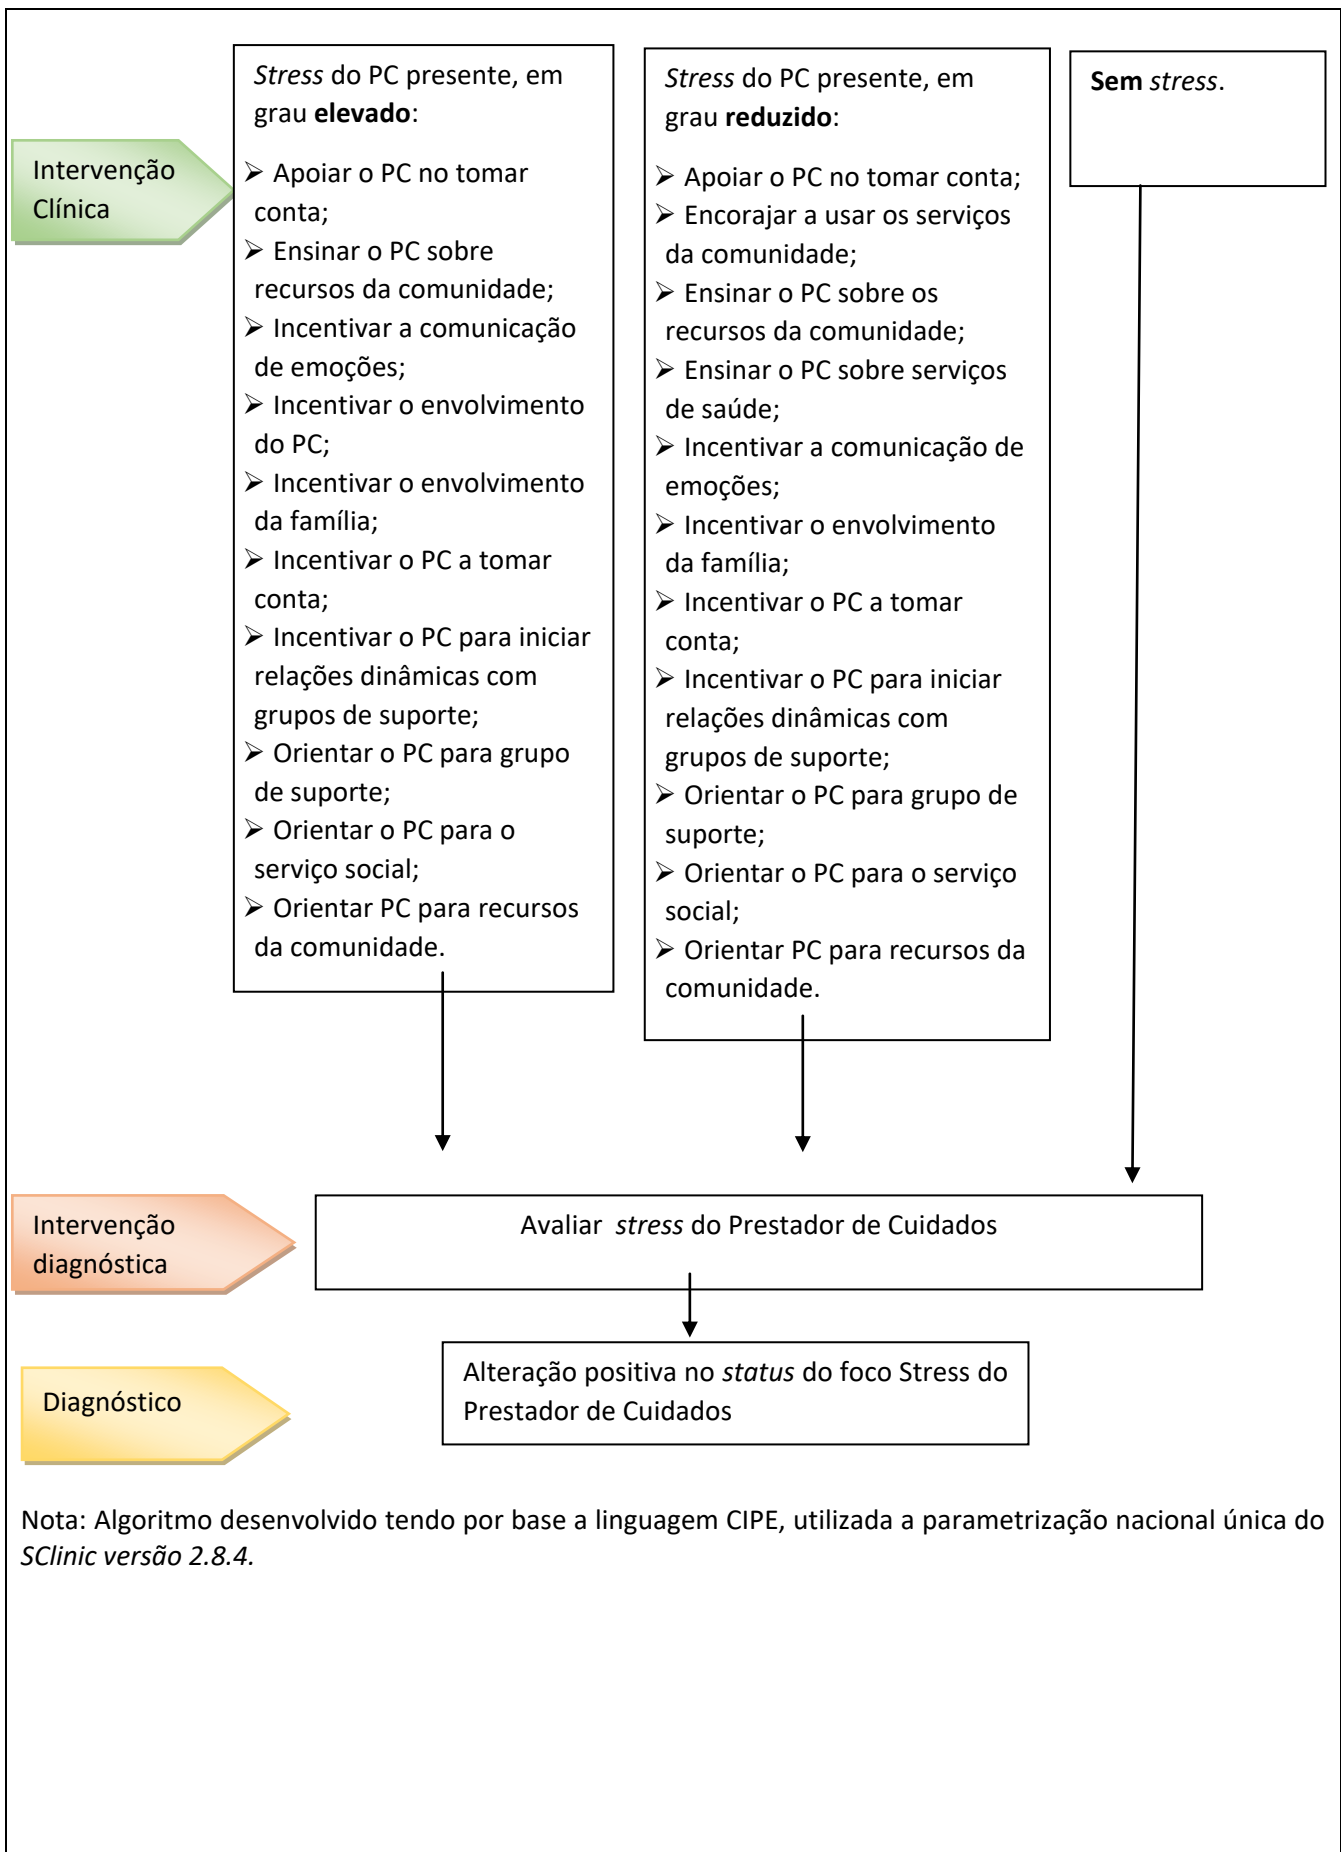 Intervenção
Clínica
Stress do PC presente, em
grau elevado:
➢ Apoiar o PC no tomar
conta;
➢ Ensinar o PC sobre
recursos da comunidade;
➢ Incentivar a comunicação
de emoções;
➢ Incentivar o envolvimento
do PC;
➢ Incentivar o envolvimento
da família;
➢ Incentivar o PC a tomar
conta;
➢ Incentivar o PC para iniciar
relações dinâmicas com
grupos de suporte;
➢ Orientar o PC para grupo
de suporte;
➢ Orientar o PC para o
serviço social;
➢ Orientar PC para recursos
da comunidade.
Stress do PC presente, em
grau reduzido:
➢ Apoiar o PC no tomar conta;
➢ Encorajar a usar os serviços
da comunidade;
➢ Ensinar o PC sobre os
recursos da comunidade;
➢ Ensinar o PC sobre serviços
de saúde;
➢ Incentivar a comunicação de
emoções;
➢ Incentivar o envolvimento
da família;
➢ Incentivar o PC a tomar
conta;
➢ Incentivar o PC para iniciar
relações dinâmicas com
grupos de suporte;
➢ Orientar o PC para grupo de
suporte;
➢ Orientar o PC para o serviço
social;
➢ Orientar PC para recursos da
comunidade.
Sem stress.
Intervenção
diagnóstica
Avaliar stress do Prestador de Cuidados
Diagnóstico
Alteração positiva no status do foco Stress do
Prestador de Cuidados
Nota: Algoritmo desenvolvido tendo por base a linguagem CIPE, utilizada a parametrização nacional única do
SClinic versão 2.8.4.